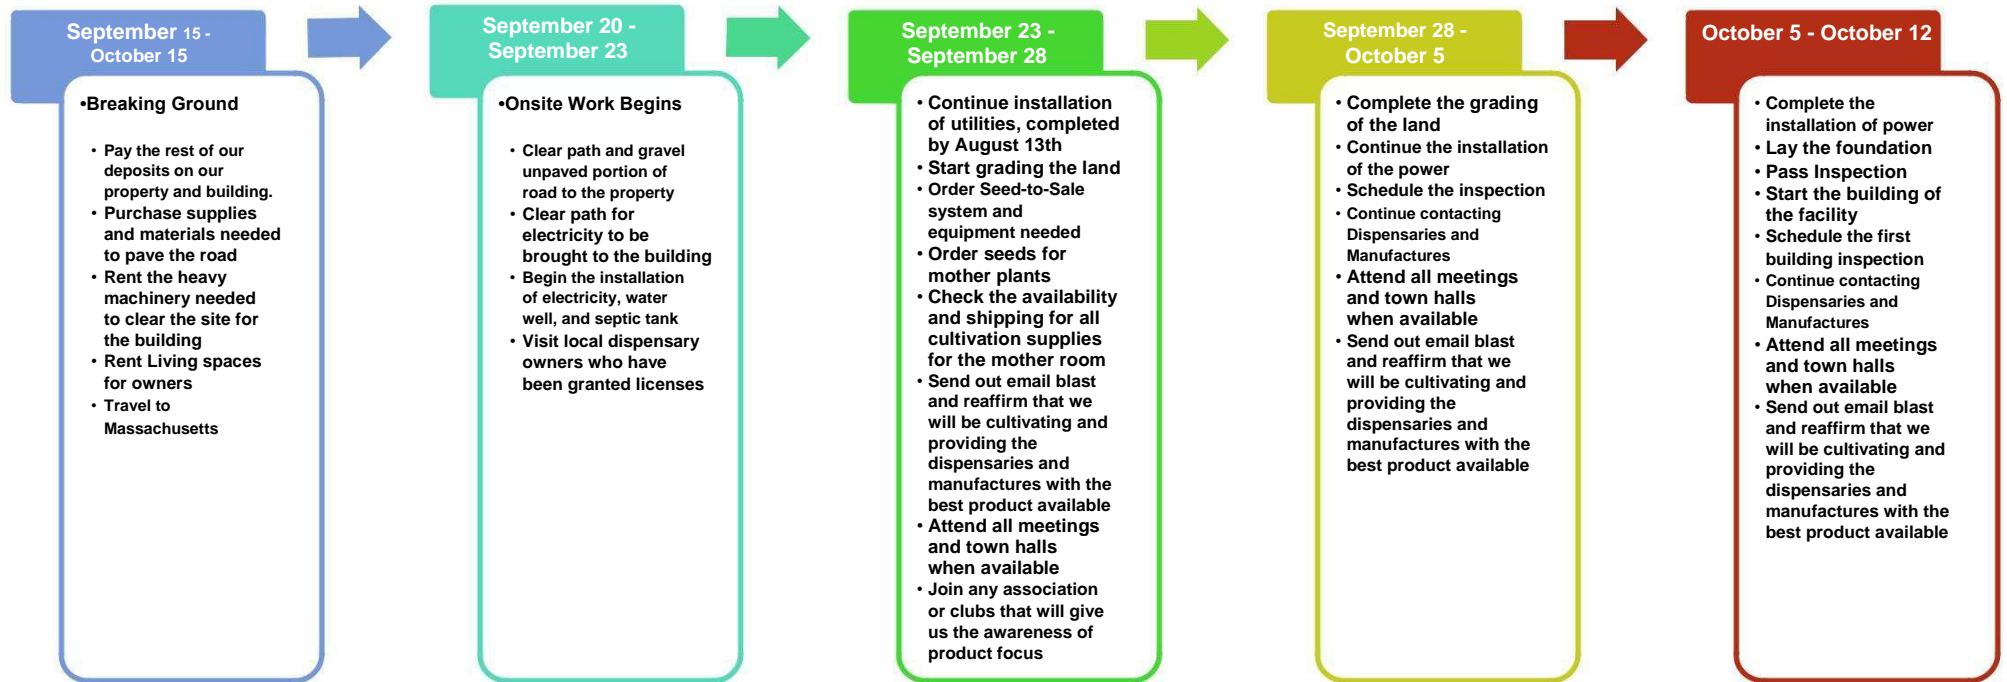 September 15 -
October 15
•Breaking Ground
• Pay the rest of our
deposits on our
property and building.
• Purchase supplies
and materials needed
to pave the road
• Rent the heavy
machinery needed
to clear the site for
the building
• Rent Living spaces
for owners
• Travel to
Massachusetts
September 20 -
September 23
•Onsite Work Begins
• Clear path and gravel
unpaved portion of
road to the property
• Clear path for
electricity to be
brought to the building
• Begin the installation
of electricity, water
well, and septic tank
• Visit local dispensary
owners who have
been granted licenses
September 23 -
September 28
• Continue installation
of utilities, completed
by August 13th
• Start grading the land
• Order Seed-to-Sale
system and
equipment needed
• Order seeds for
mother plants
• Check the availability
and shipping for all
cultivation supplies
for the mother room
• Send out email blast
and reaffirm that we
will be cultivating and
providing the
dispensaries and
manufactures with the
best product available
• Attend all meetings
and town halls
when available
• Join any association
or clubs that will give
us the awareness of
product focus
September 28 -
October 5
• Complete the grading
of the land
• Continue the installation
of the power
• Schedule the inspection
• Continue contacting
Dispensaries and
Manufactures
• Attend all meetings
and town halls
when available
• Send out email blast
and reaffirm that we
will be cultivating and
providing the
dispensaries and
manufactures with the
best product available
October 5 - October 12
• Complete the
installation of power
• Lay the foundation
• Pass Inspection
• Start the building of
the facility
• Schedule the first
building inspection
• Continue contacting
Dispensaries and
Manufactures
• Attend all meetings
and town halls
when available
• Send out email blast
and reaffirm that we
will be cultivating and
providing the
dispensaries and
manufactures with the
best product available